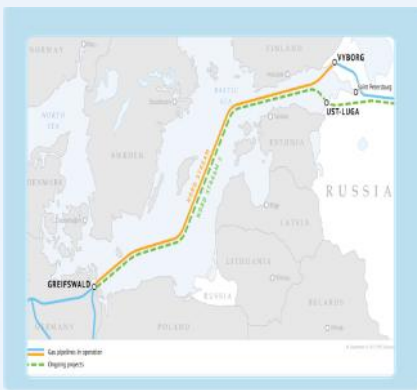 NORWAY
FINLAND
VYBORG
Saint Petersburg
UST-LUGA
BALTIC
SEA
NORTH
SEA
SWEDEN
ESTONIA
NORD STREAM
NORD STREAM 2
RUSSIA
DENMARK
LATVIA
LITHUANIA
GREIFSWALD
RUSSIA
BELARUS
GERMANY
POLAND
Gas pipelines in operation
Ongoing projects